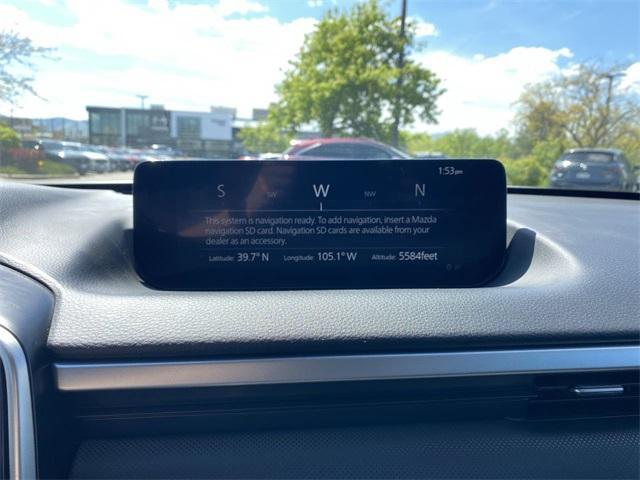 1:53pm
S SW W NW N
This system is navigation ready. To add navigation, insert a Mazda
navigation SD card. Navigation SD cards are available from your
dealer as an accessory.
Latitude: 39.7° N Longitude: 105.1° W Altitude: 5584feet